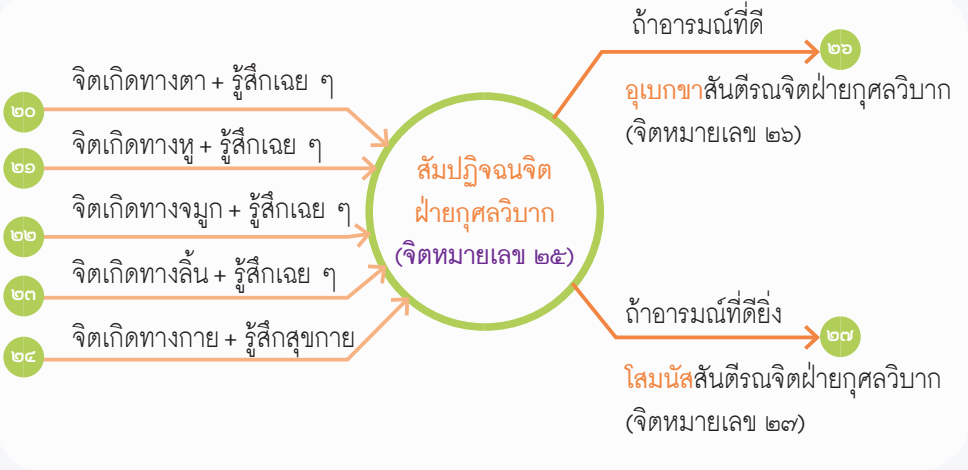 ๒๐
จิตเกิดทางตา + รู้สึกเฉย ๆ
๒๑
จิตเกิดทางหู + รู้สึกเฉย ๆ
๒๒
จิตเกิดทางจมูก + รู้สึกเฉย ๆ
๒๓
จิตเกิดทางลิ้น + รู้สึกเฉย ๆ
๒๔
จิตเกิดทางกาย + รู้สึกสุขกาย
สัมปฏิจฉนจิต
ฝ่ายกุศลวิบาก
(จิตหมายเลข ๒๕)
ถ้าอารมณ์ที่ดี
๒๖
อุเบกขาสันตีรณจิตฝ่ายกุศลวิบาก
(จิตหมายเลข ๒๖)
ถ้าอารมณ์ที่ดียิ่ง
๒๗
โสมนัสสันตีรณจิตฝ่ายกุศลวิบาก
(จิตหมายเลข ๒๗)